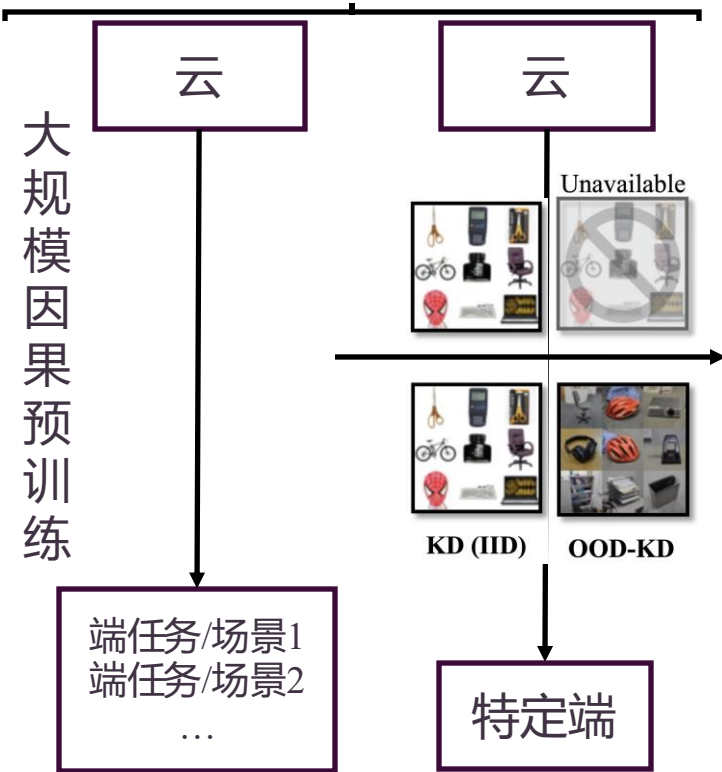 云
云
大规模因果预训练
Unavailable
KD (IID)
OOD-KD
端任务/场景1
端任务/场景2
…
特定端